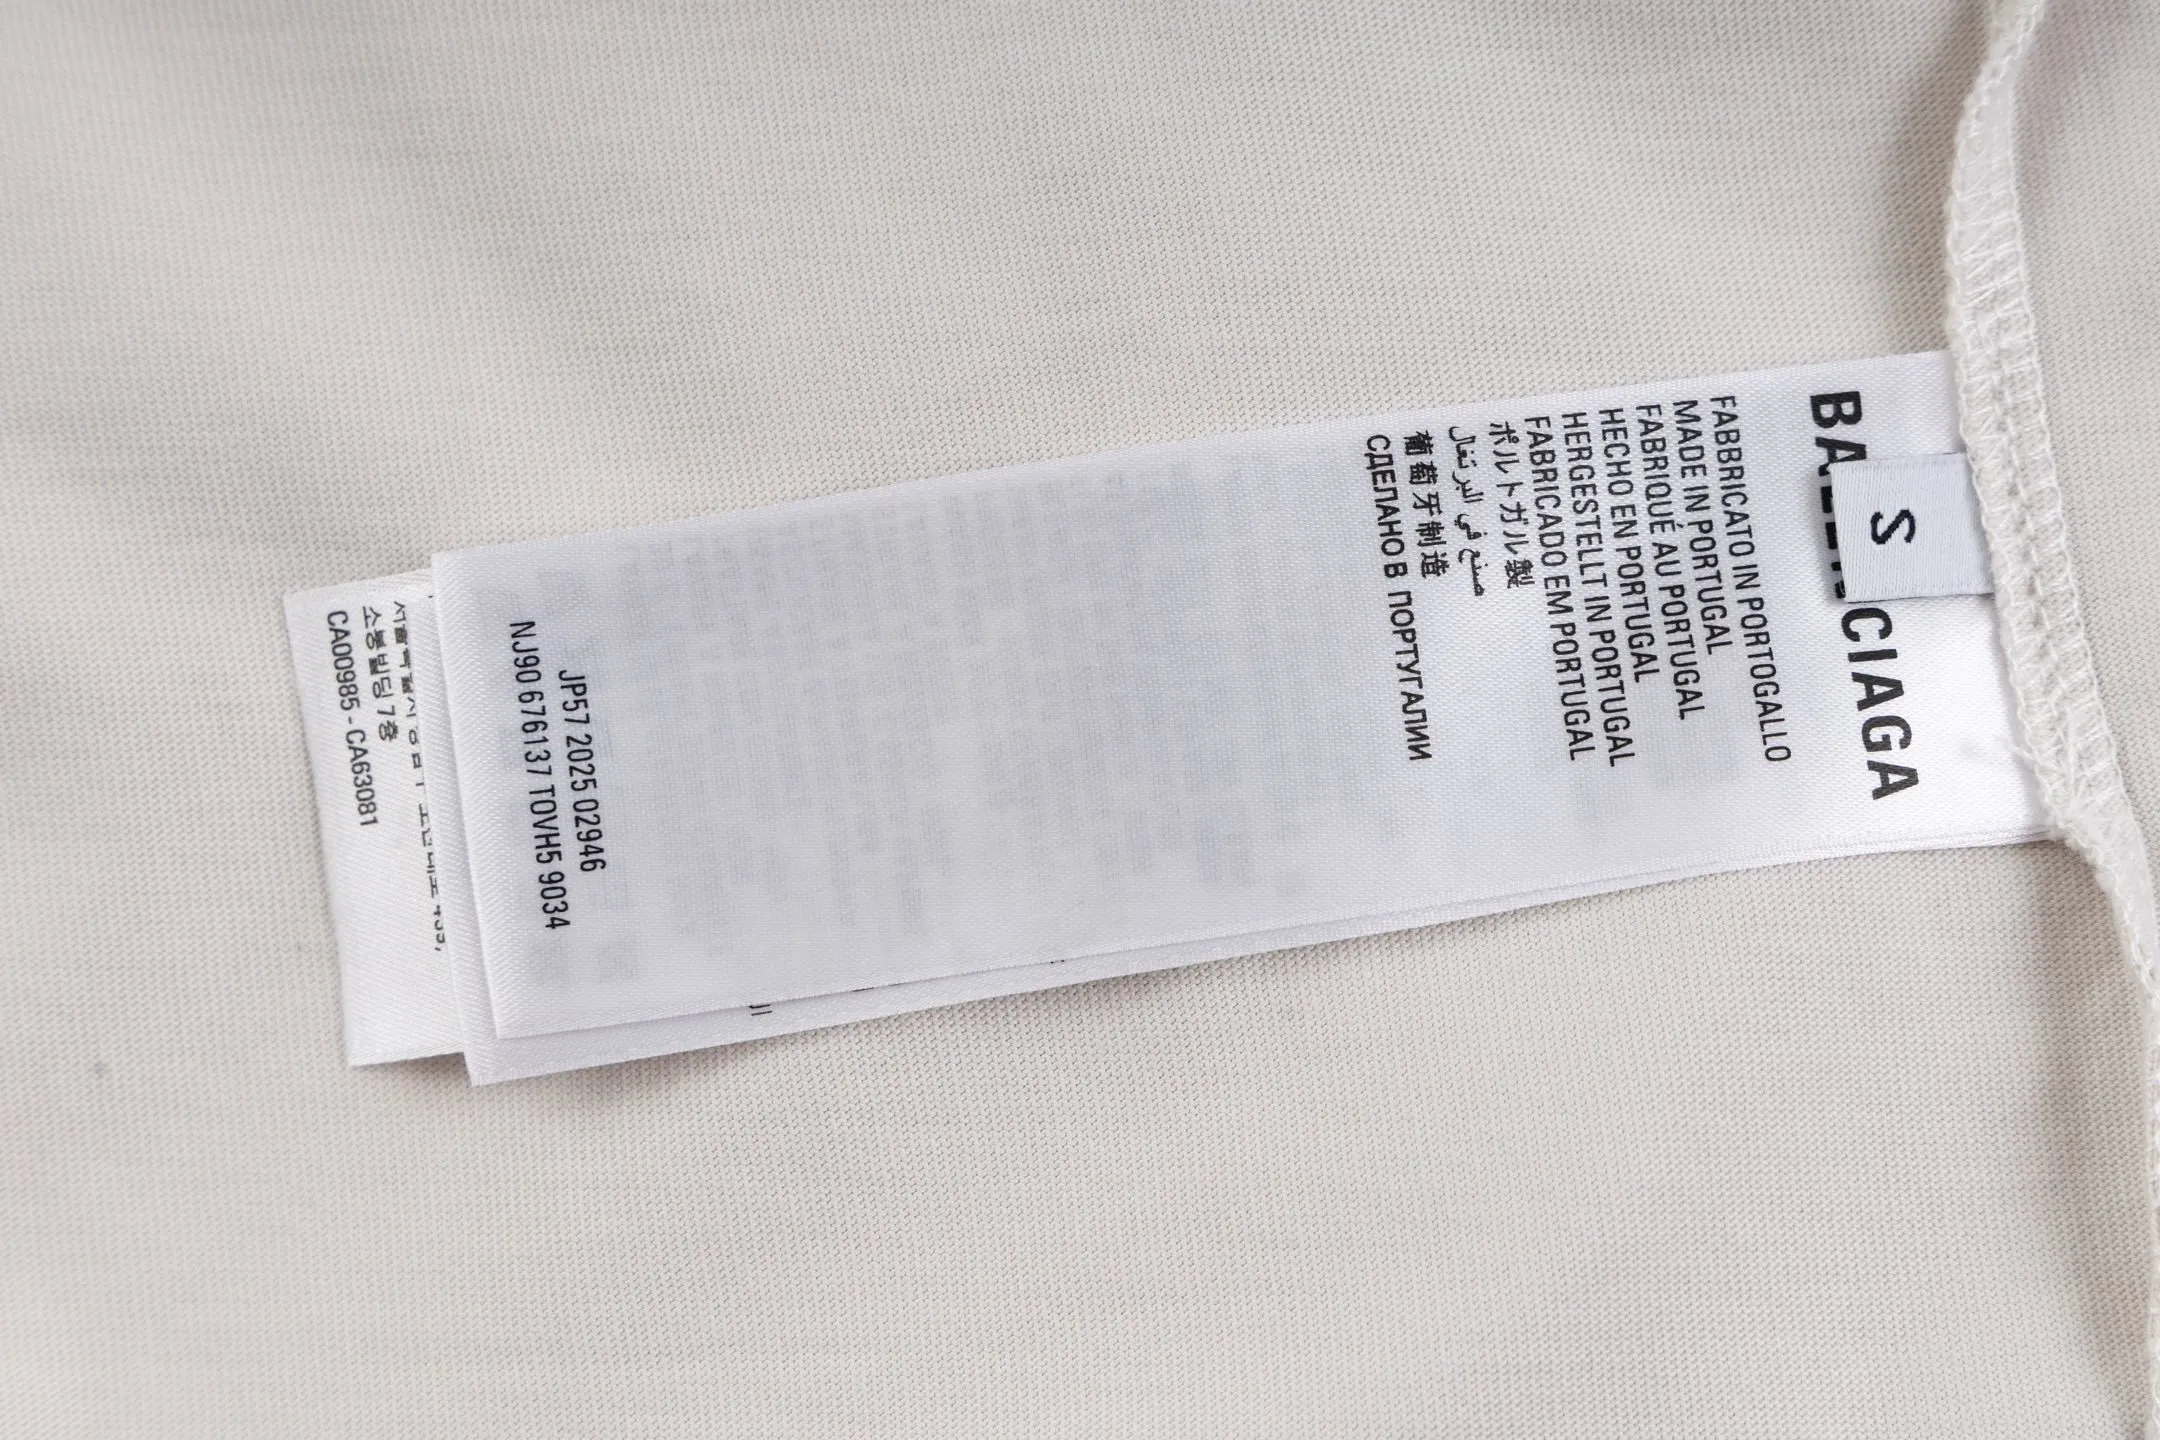 S
BALENCIAGA
FABBRICATO IN PORTOGALLO
MADE IN PORTUGAL
FABRIQUÉ AU PORTUGAL
HECHO EN PORTUGAL
HERGESTELLT IN PORTUGAL
FABRICADO EM PORTUGAL
ポルトガル製
صنع في البرتغال
葡萄牙制造
СДЕЛАНО В ПОРТУГАЛИИ
JP57 2025 02946
NJ90 676137 TOVH5 9034
소봉빌딩 7층
CA00985 - CA63081